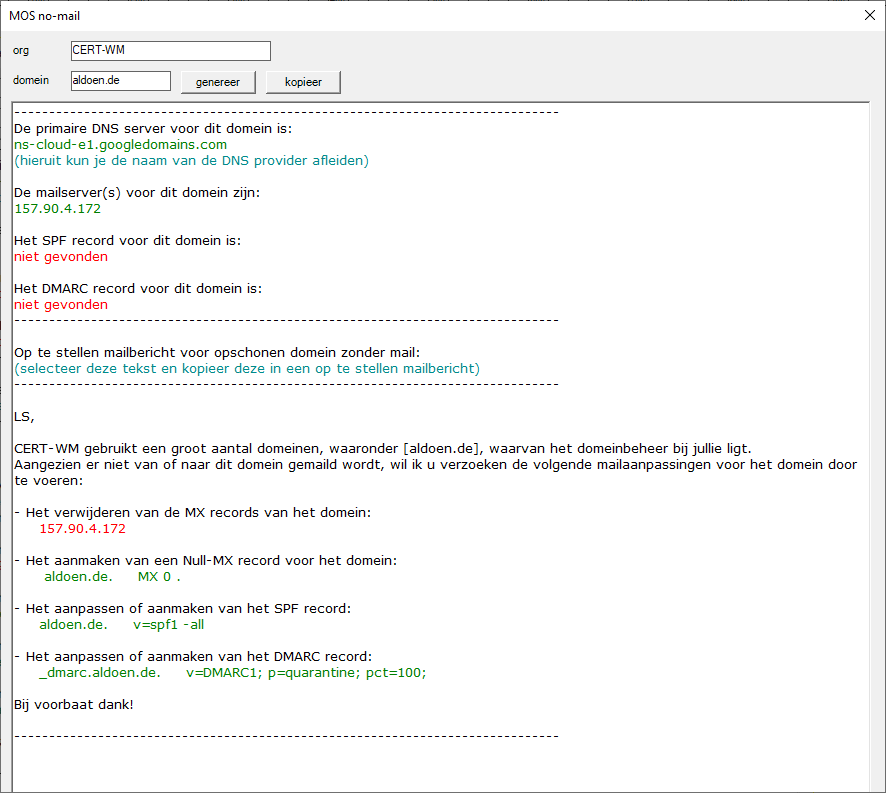 MOS no-mail
org
CERT-WM
domein
aldoen.de
genereer
kopieer
--------------------------------------------------------------------
De primaire DNS server voor dit domein is:
ns-cloud-e1.googledomains.com
(hieruit kun je de naam van de DNS provider afleiden)
De mailserver(s) voor dit domein zijn:
157.90.4.172
Het SPF record voor dit domein is:
niet gevonden
Het DMARC record voor dit domein is:
niet gevonden
--------------------------------------------------------------------
Op te stellen mailbericht voor opschonen domein zonder mail:
(selecteer deze tekst en kopieer deze in een op te stellen mailbericht)
--------------------------------------------------------------------
LS,
CERT-WM gebruikt een groot aantal domeinen, waaronder [aldoen.de], waarvan het domeinbeheer bij jullie ligt.
Aangezien er niet van of naar dit domein gemaild wordt, wil ik u verzoeken de volgende mailaanpassingen voor het domein door
te voeren:
- Het verwijderen van de MX records van het domein:
157.90.4.172
- Het aanmaken van een Null-MX record voor het domein:
aldoen.de. MX 0 .
- Het aanpassen of aanmaken van het SPF record:
aldoen.de. v=spf1 -all
- Het aanpassen of aanmaken van het DMARC record:
_dmarc.aldoen.de. v=DMARC1; p=quarantine; pct=100;
Bij voorbaat dank!
--------------------------------------------------------------------